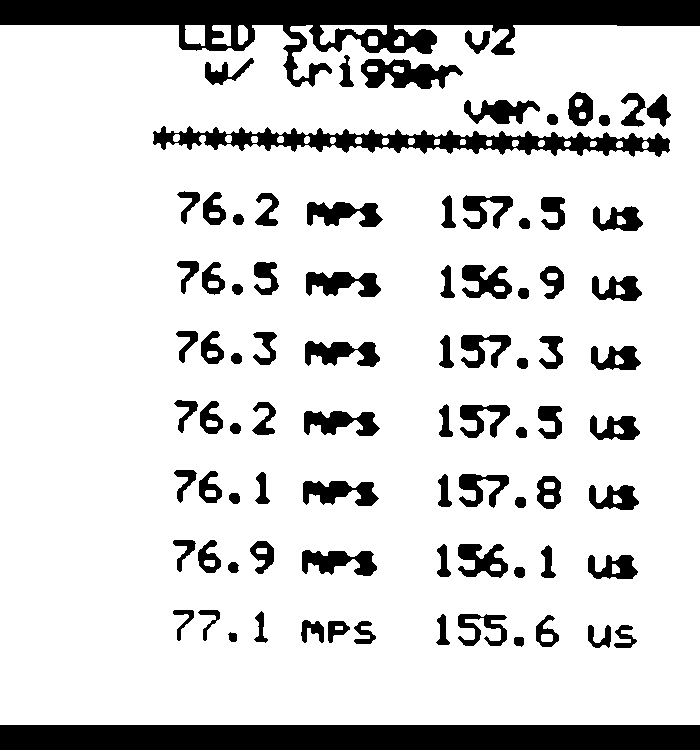 LED Strobe v2
w/ trigger
ver.0.24
********************
76.2 mps 157.5 us
76.5 mps 156.9 us
76.3 mps 157.3 us
76.2 mps 157.5 us
76.1 mps 157.8 us
76.9 mps 156.1 us
77.1 mps 155.6 us